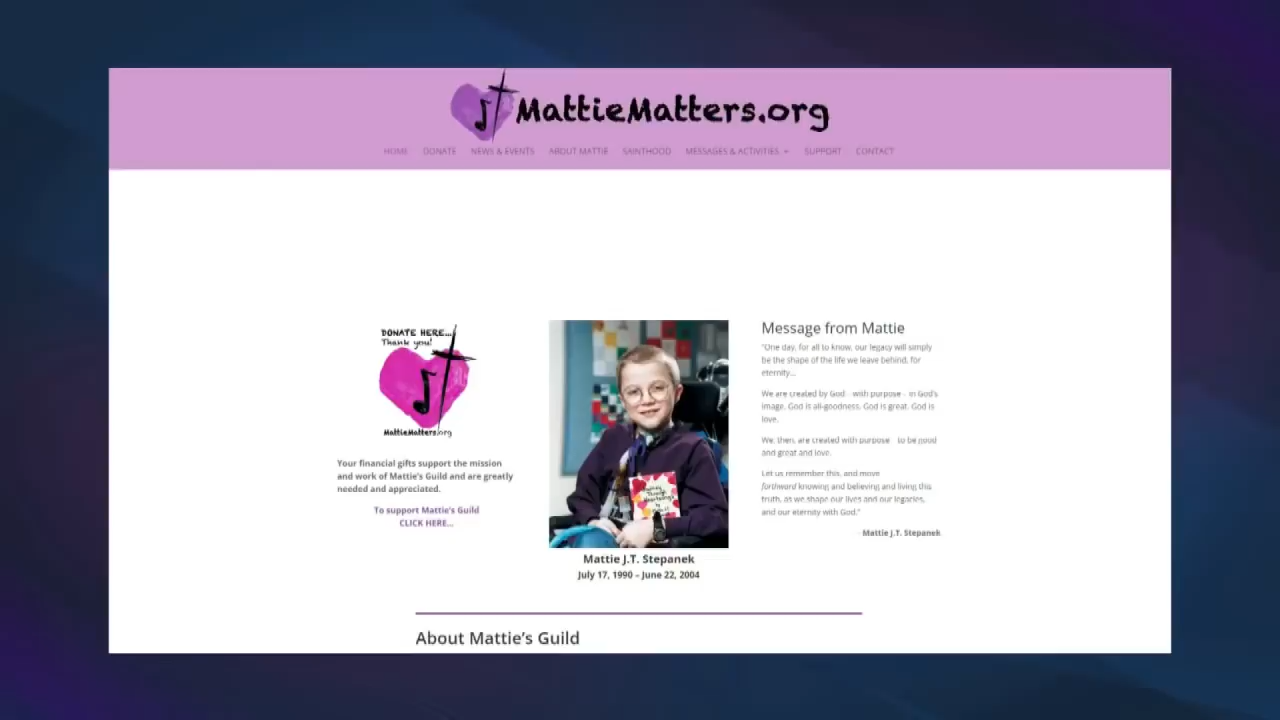 MattieMatters.org
HOME DONATE NEWS & EVENTS ABOUT MATTIE SAINTHOOD MESSAGES & ACTIVITIES SUPPORT CONTACT
DONATE HERE...
Thank you!
MattieMatters.org
Your financial gifts support the mission
and work of Mattie's Guild and are greatly
needed and appreciated.
To support Mattie's Guild
CLICK HERE...
Journey
Through
Heartsongs
Mattie J.T. Stepanek
July 17, 1990 – June 22, 2004
Message from Mattie
"One day, for all to know, our legacy will simply
be the shape of the life we leave behind, for
eternity...
We are created by God – with purpose – in God's
image. God is all-goodness. God is great. God is
love.
We, then, are created with purpose – to be good
and great and love.
Let us remember this, and move
forthward knowing and believing and living this
truth, as we shape our lives and our legacies,
and our eternity with God."
– Mattie J.T. Stepanek
About Mattie's Guild